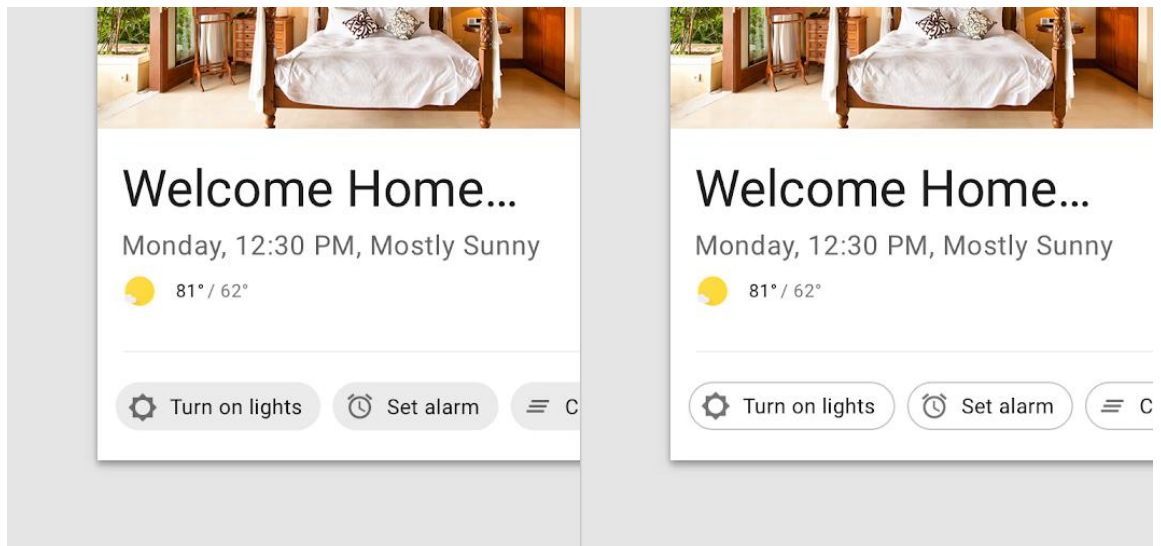 Welcome Home...
Monday, 12:30 PM, Mostly Sunny
81° / 62°
Turn on lights
Set alarm
C
Welcome Home...
Monday, 12:30 PM, Mostly Sunny
81° / 62°
Turn on lights
Set alarm
C